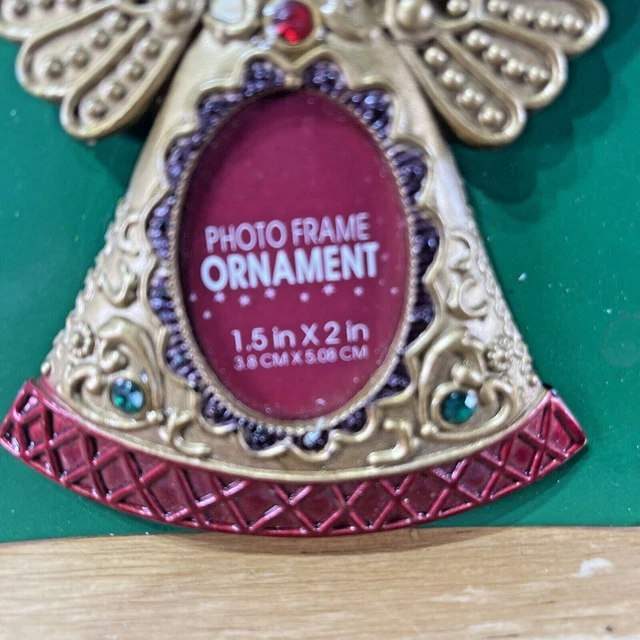 PHOTO FRAME
ORNAMENT
1.5 in X 2 in
3.8 CM X 5.08 CM